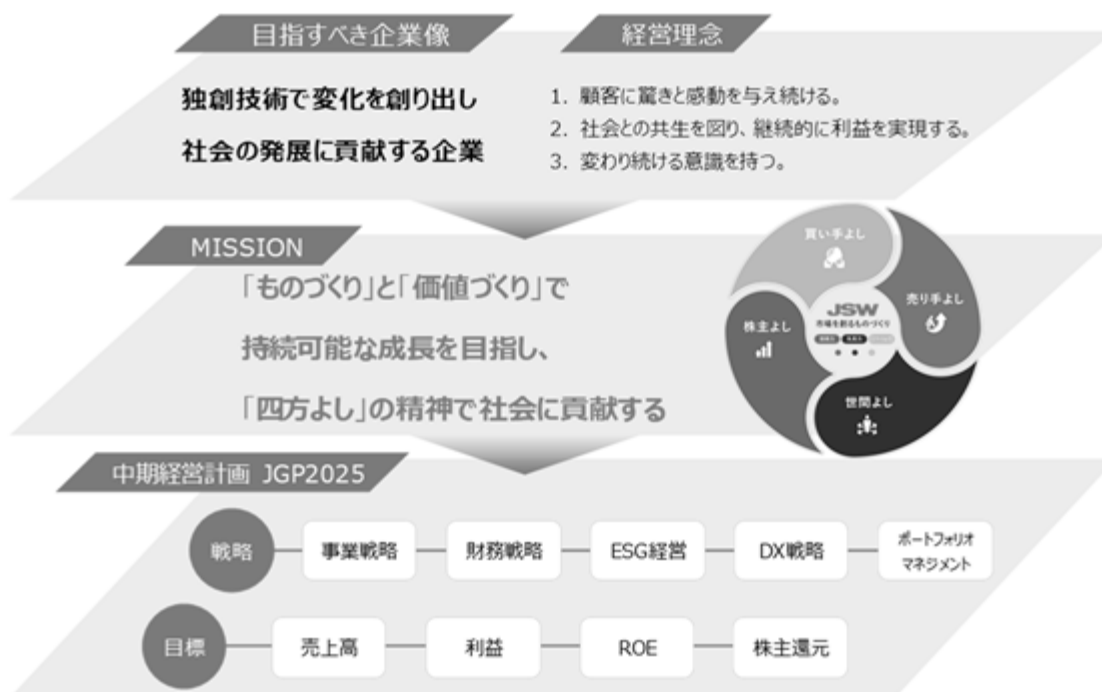 目指すべき企業像
経営理念
独創技術で変化を創り出し
社会の発展に貢献する企業
1. 顧客に驚きと感動を与え続ける。
2. 社会との共生を図り、継続的に利益を実現する。
3. 変わり続ける意識を持つ。
MISSION
「ものづくり」と「価値づくり」で
持続可能な成長を目指し、
「四方よし」の精神で社会に貢献する
買い手よし
売り手よし
株主よし
世間よし
JSW
市場を創るものづくり
中期経営計画 JGP2025
戦略
事業戦略
財務戦略
ESG経営
DX戦略
ポートフォリオ
マネジメント
目標
売上高
利益
ROE
株主還元